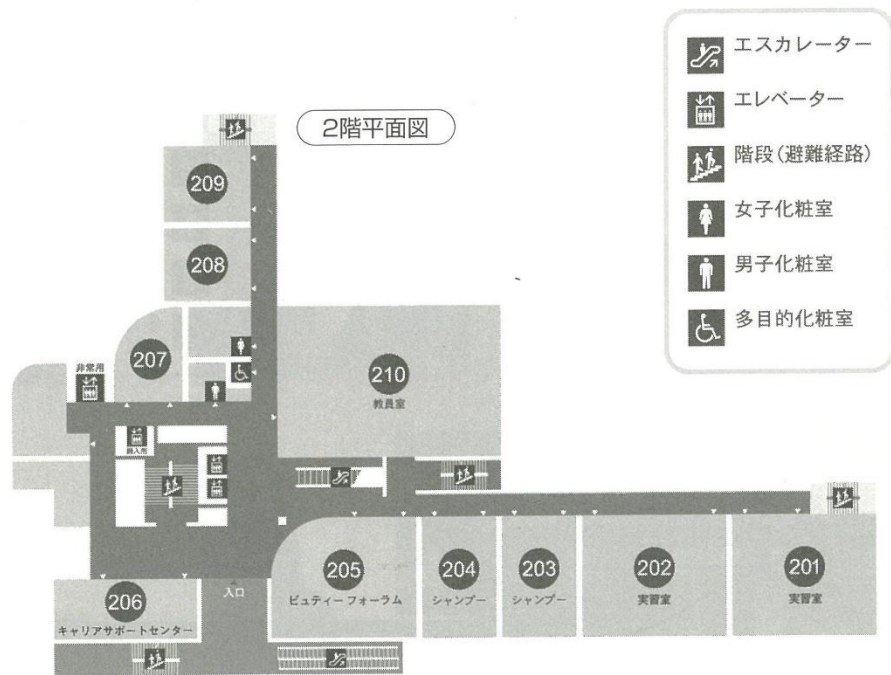 2階平面図
エスカレーター
エレベーター
階段(避難経路)
女子化粧室
男子化粧室
多目的化粧室
209
208
207
非常用
210
教員室
搬入用
205
ビュティーフォーラム
204
シャンプー
203
シャンプー
202
実習室
201
実習室
206
キャリアサポートセンター
入口